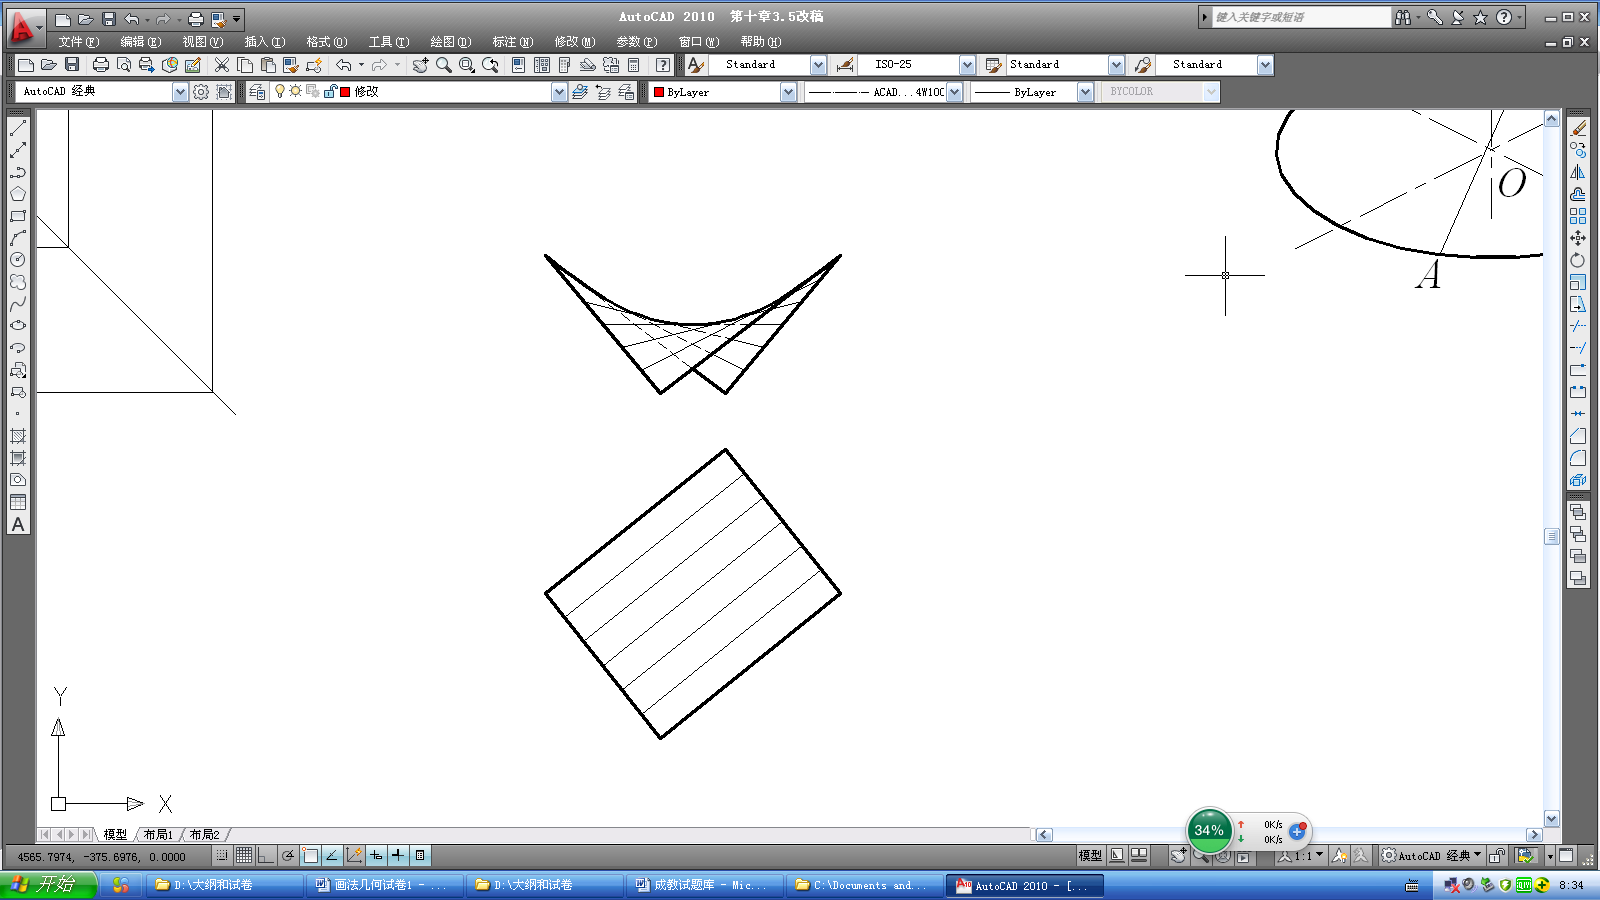 AutoCAD 2010 第十章3.5改稿
键入关键字或短语
文件(F) 编辑(E) 视图(V) 插入(I) 格式(O) 工具(T) 绘图(D) 标注(N) 修改(M) 参数(P) 窗口(W) 帮助(H)
Standard ISO-25 Standard Standard
AutoCAD 经典 修改 ByLayer ACAD...4W100 ByLayer BYCOLOR
O
A
A
Y
X
34% 0K/s
0K/s
模型 布局1 布局2
4565.7974, -375.6976, 0.0000 模型 1:1 AutoCAD 经典
开始 D:\大纲和试卷 画法几何试卷1 - ... D:\大纲和试卷 成教试题库 - Mic... C:\Documents and... AutoCAD 2010 - [... 8:34